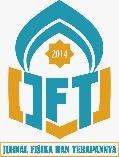 2014
JFT
JURNAL FISIKA DAN TERAPANNYA